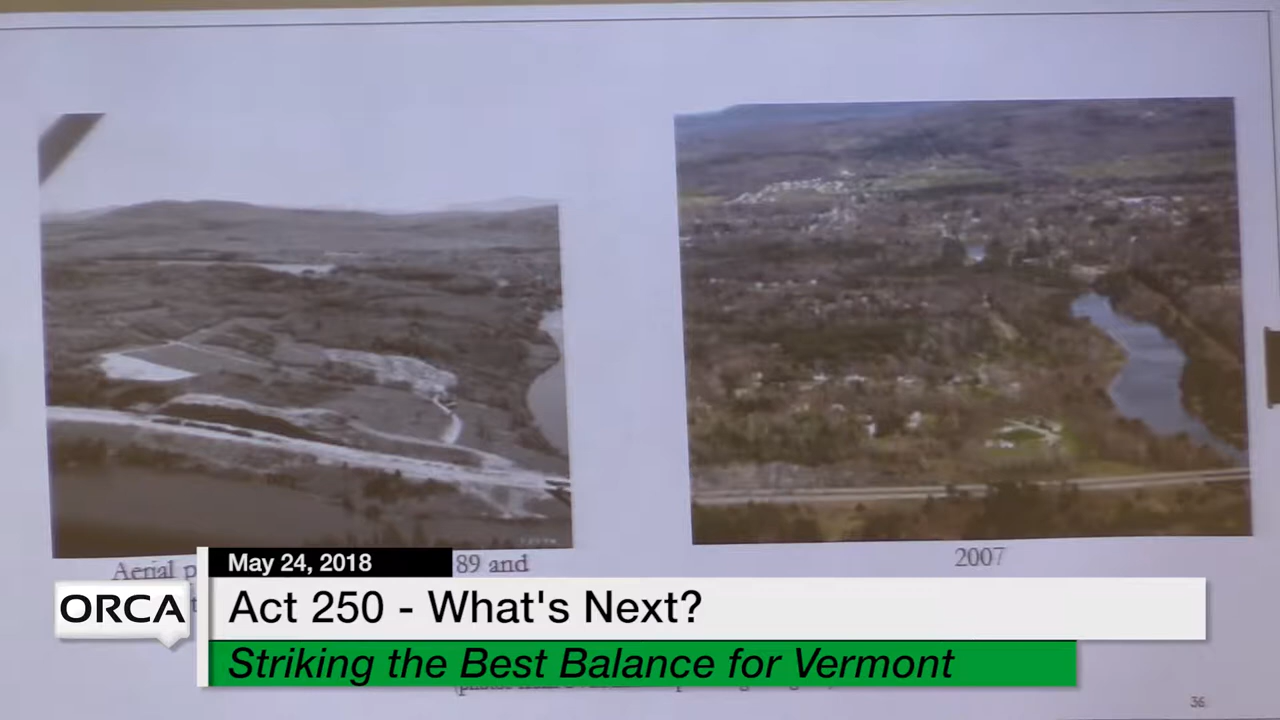 Aerial
89 and
2007
May 24, 2018
ORCA
Act 250 - What's Next?
Striking the Best Balance for Vermont
36